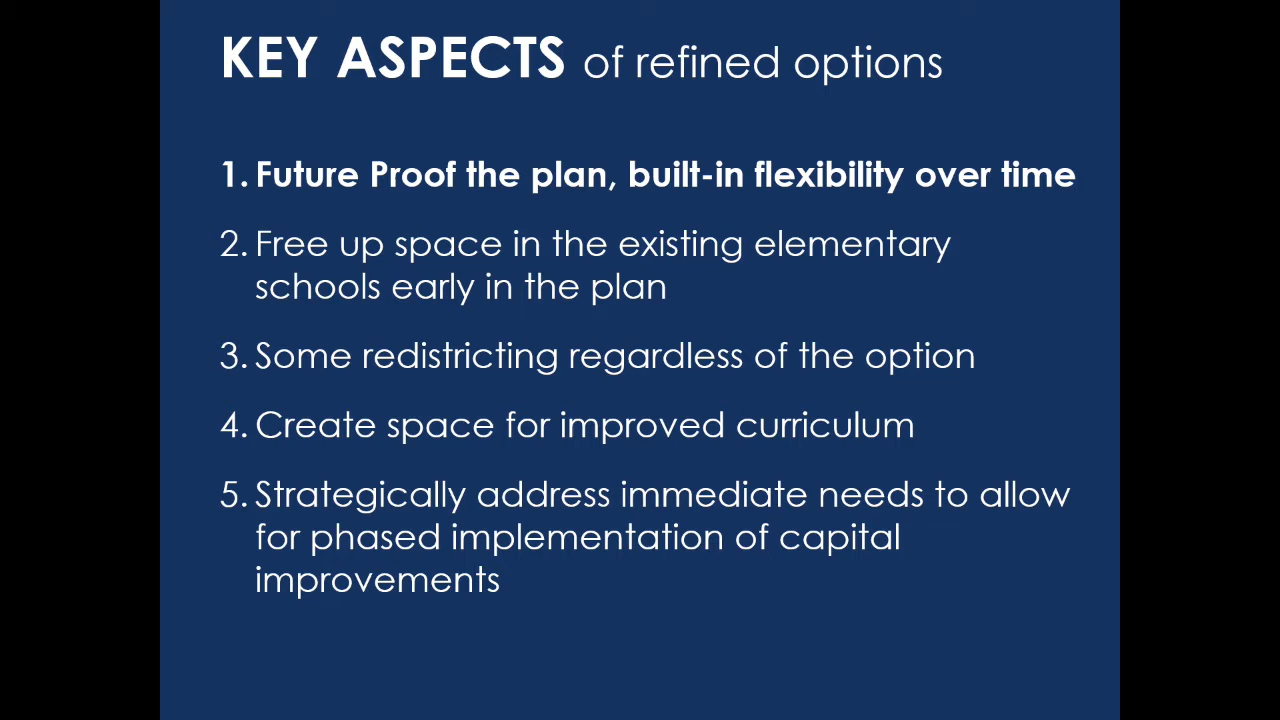 KEY ASPECTS of refined options
1. Future Proof the plan, built-in flexibility over time
2. Free up space in the existing elementary
schools early in the plan
3. Some redistricting regardless of the option
4. Create space for improved curriculum
5. Strategically address immediate needs to allow
for phased implementation of capital
improvements